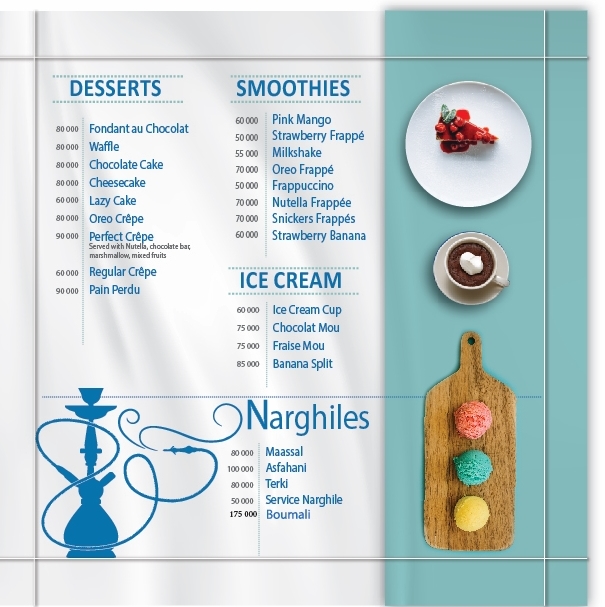 DESSERTS
80 000 Fondant au Chocolat
80 000 Waffle
80 000 Chocolate Cake
80 000 Cheesecake
60 000 Lazy Cake
80 000 Oreo Crêpe
90 000 Perfect Crêpe
Served with Nutella, chocolate bar,
marshmallow, mixed fruits
60 000 Regular Crêpe
90 000 Pain Perdu
SMOOTHIES
60 000 Pink Mango
50 000 Strawberry Frappé
55 000 Milkshake
70 000 Oreo Frappé
50 000 Frappuccino
70 000 Nutella Frappée
70 000 Snickers Frappés
60 000 Strawberry Banana
ICE CREAM
60 000 Ice Cream Cup
75 000 Chocolat Mou
75 000 Fraise Mou
85 000 Banana Split
Narghiles
80 000 Maassal
100 000 Asfahani
80 000 Terki
50 000 Service Narghile
175 000 Boumali